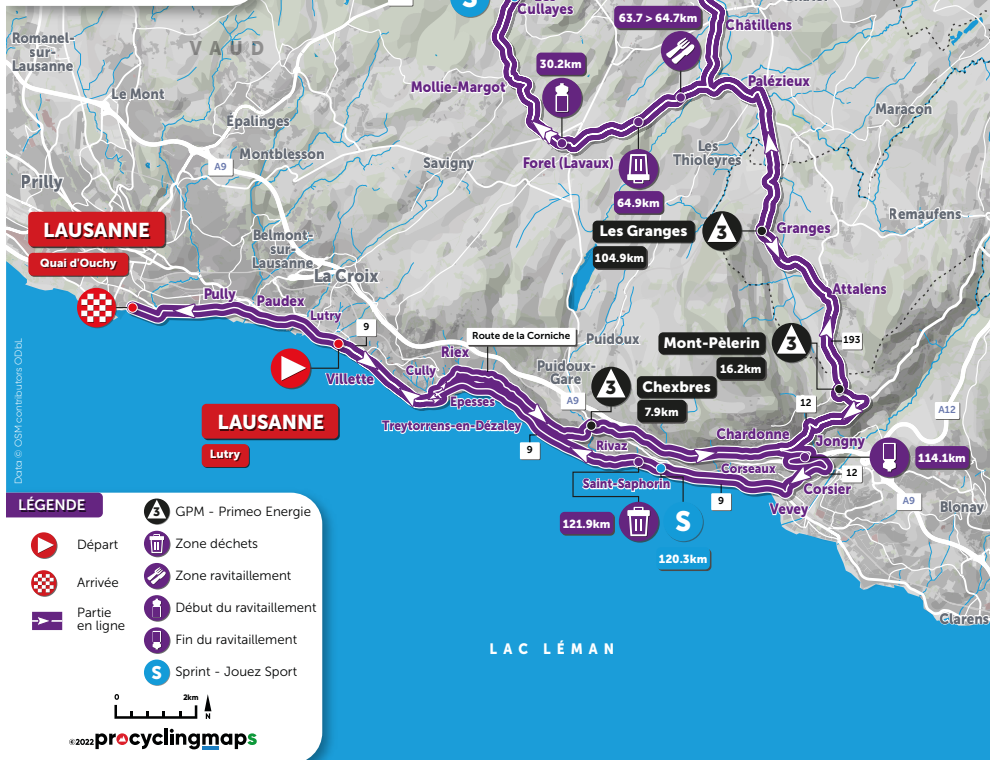 Les
Cullayes
S
63.7 > 64.7km
Châtillens
Romanel-
sur-
Lausanne
VAUD
30.2km
Mollie-Margot
Palézieux
Le Mont
Maracon
Epalinges
Montblesson
A9
Savigny
Forel (Lavaux)
Les
Thioleyres
Prilly
64.9km
LAUSANNE
Quai d'Ouchy
Les Granges
104.9km
3
Granges
Remaufens
Belmont-
sur-
Lausanne
La Croix
Attalens
Pully
Paudex
Lutry
9
Route de la Corniche
Puidoux
Mont-Pèlerin
16.2km
3
193
Riex
Cully
Villette
Puidoux-
Gare
A9
3
Chexbres
7.9km
Epesses
12
A12
LAUSANNE
Lutry
Treytorrens-en-Dézaley
9
Rivaz
Chardonne
Jongny
114.1km
Saint-Saphorin
Corseaux
12
Corsier
9
Vevey
A9
Blonay
121.9km
S
120.3km
Clarens
LAC LÉMAN
Data © OSM contributors ODbL
LÉGENDE
Départ
Arrivée
Partie
en ligne
3
GPM - Primeo Energie
Zone déchets
Zone ravitaillement
Début du ravitaillement
Fin du ravitaillement
S
Sprint - Jouez Sport
0
2km
N
©2022 procyclingmaps